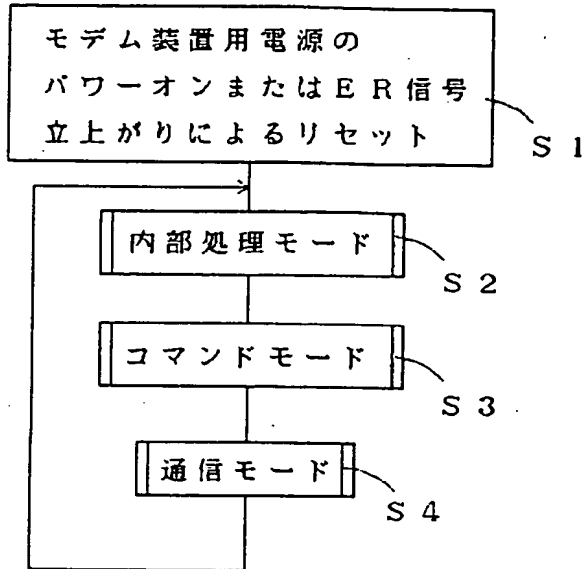 モデム装置用電源の
パワーオンまたはER信号
立上がりによるリセット
S1
内部処理モード
S2
コマンドモード
S3
通信モード
S4